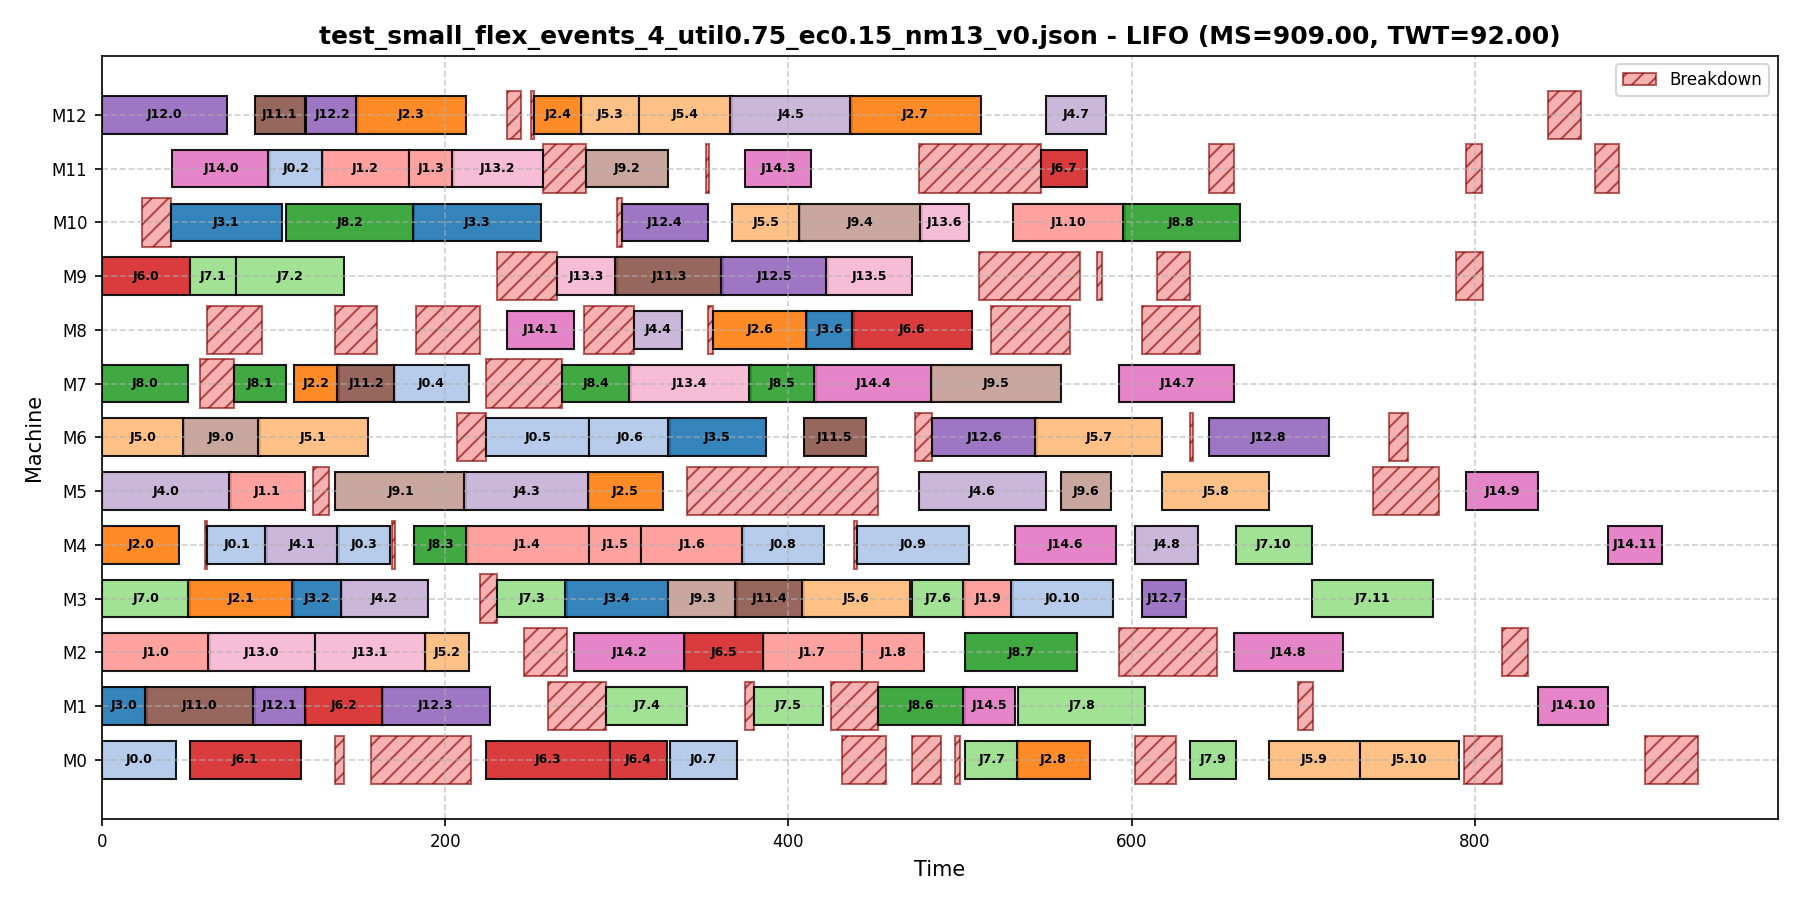 test_small_flex_events_4_util0.75_ec0.15_nm13_v0.json - LIFO (MS=909.00, TWT=92.00)
Breakdown
M12 J12.0 J11.1 J12.2 J2.3 J2.4 J5.3 J5.4 J4.5 J2.7 J4.7
M11 J14.0 J0.2 J1.2 J1.3 J13.2 J9.2 J14.3 J6.7
M10 J3.1 J8.2 J3.3 J12.4 J5.5 J9.4 J13.6 J1.10 J8.8
M9 J6.0 J7.1 J7.2 J13.3 J11.3 J12.5 J13.5
M8 J14.1 J4.4 J2.6 J3.6 J6.6
M7 J8.0 J8.1 J2.2 J11.2 J0.4 J8.4 J13.4 J8.5 J14.4 J9.5 J14.7
M6 J5.0 J9.0 J5.1 J0.5 J0.6 J3.5 J11.5 J12.6 J5.7 J12.8
M5 J4.0 J1.1 J9.1 J4.3 J2.5 J4.6 J9.6 J5.8 J14.9
M4 J2.0 J0.1 J4.1 J0.3 J8.3 J1.4 J1.5 J1.6 J0.8 J0.9 J14.6 J4.8 J7.10 J14.11
M3 J7.0 J2.1 J3.2 J4.2 J7.3 J3.4 J9.3 J11.4 J5.6 J7.6 J1.9 J0.10 J12.7 J7.11
M2 J1.0 J13.0 J13.1 J5.2 J14.2 J6.5 J1.7 J1.8 J8.7 J14.8
M1 J3.0 J11.0 J12.1 J6.2 J12.3 J7.4 J7.5 J8.6 J14.5 J7.8 J14.10
M0 J0.0 J6.1 J6.3 J6.4 J0.7 J7.7 J2.8 J7.9 J5.9 J5.10
0 200 400 600 800
Time
Machine